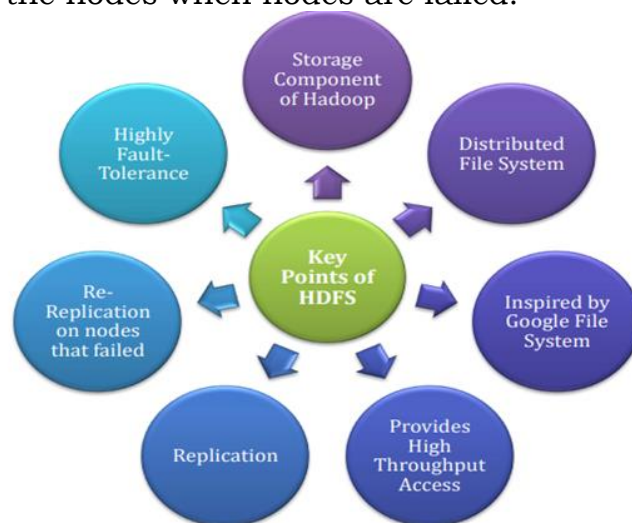 the nodes when nodes are failed.
Storage
Component
of Hadoop
Distributed
File System
Inspired by
Google File
System
Provides
High
Throughput
Access
Replication
Re-
Replication
on nodes
that failed
Highly
Fault-
Tolerance
Key
Points of
HDFS